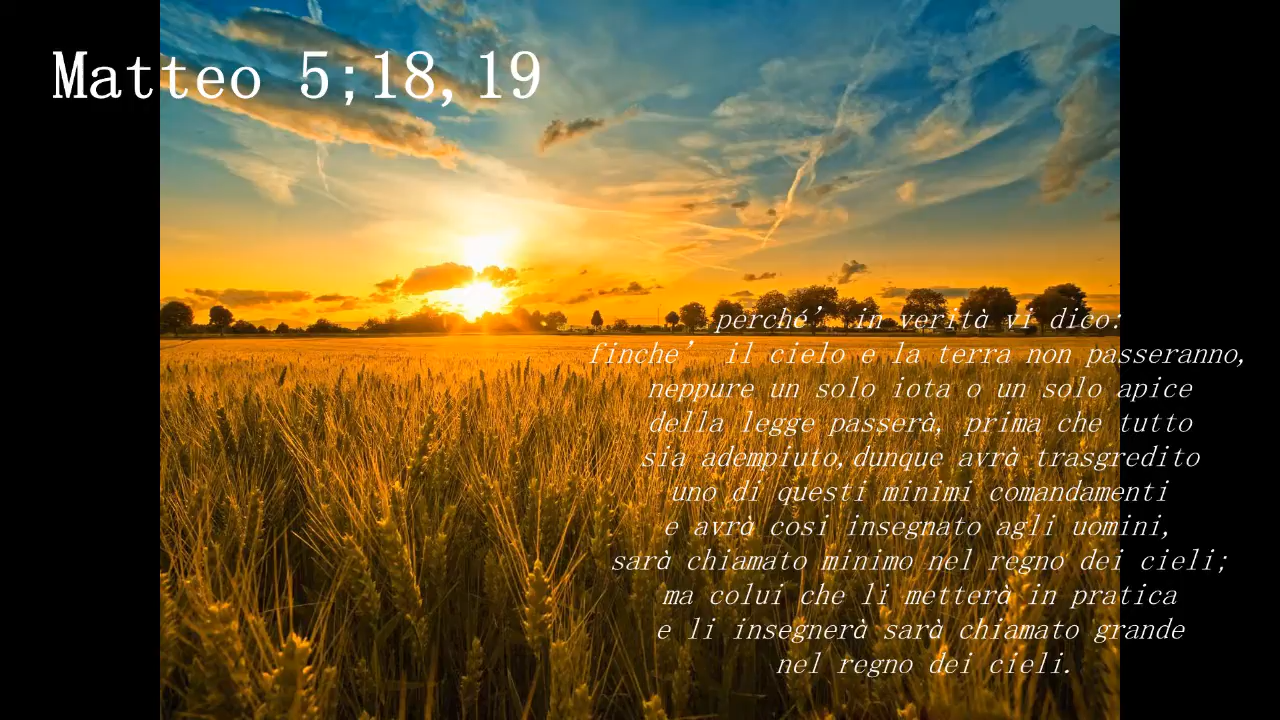 Matteo 5;18,19
perché’ in verità vi dico:
finche’ il cielo e la terra non passeranno,
neppure un solo iota o un solo apice
della legge passerà, prima che tutto
sia adempiuto,dunque avrà trasgredito
uno di questi minimi comandamenti
e avrà cosi insegnato agli uomini,
sarà chiamato minimo nel regno dei cieli;
ma colui che li metterà in pratica
e li insegnerà sarà chiamato grande
nel regno dei cieli.